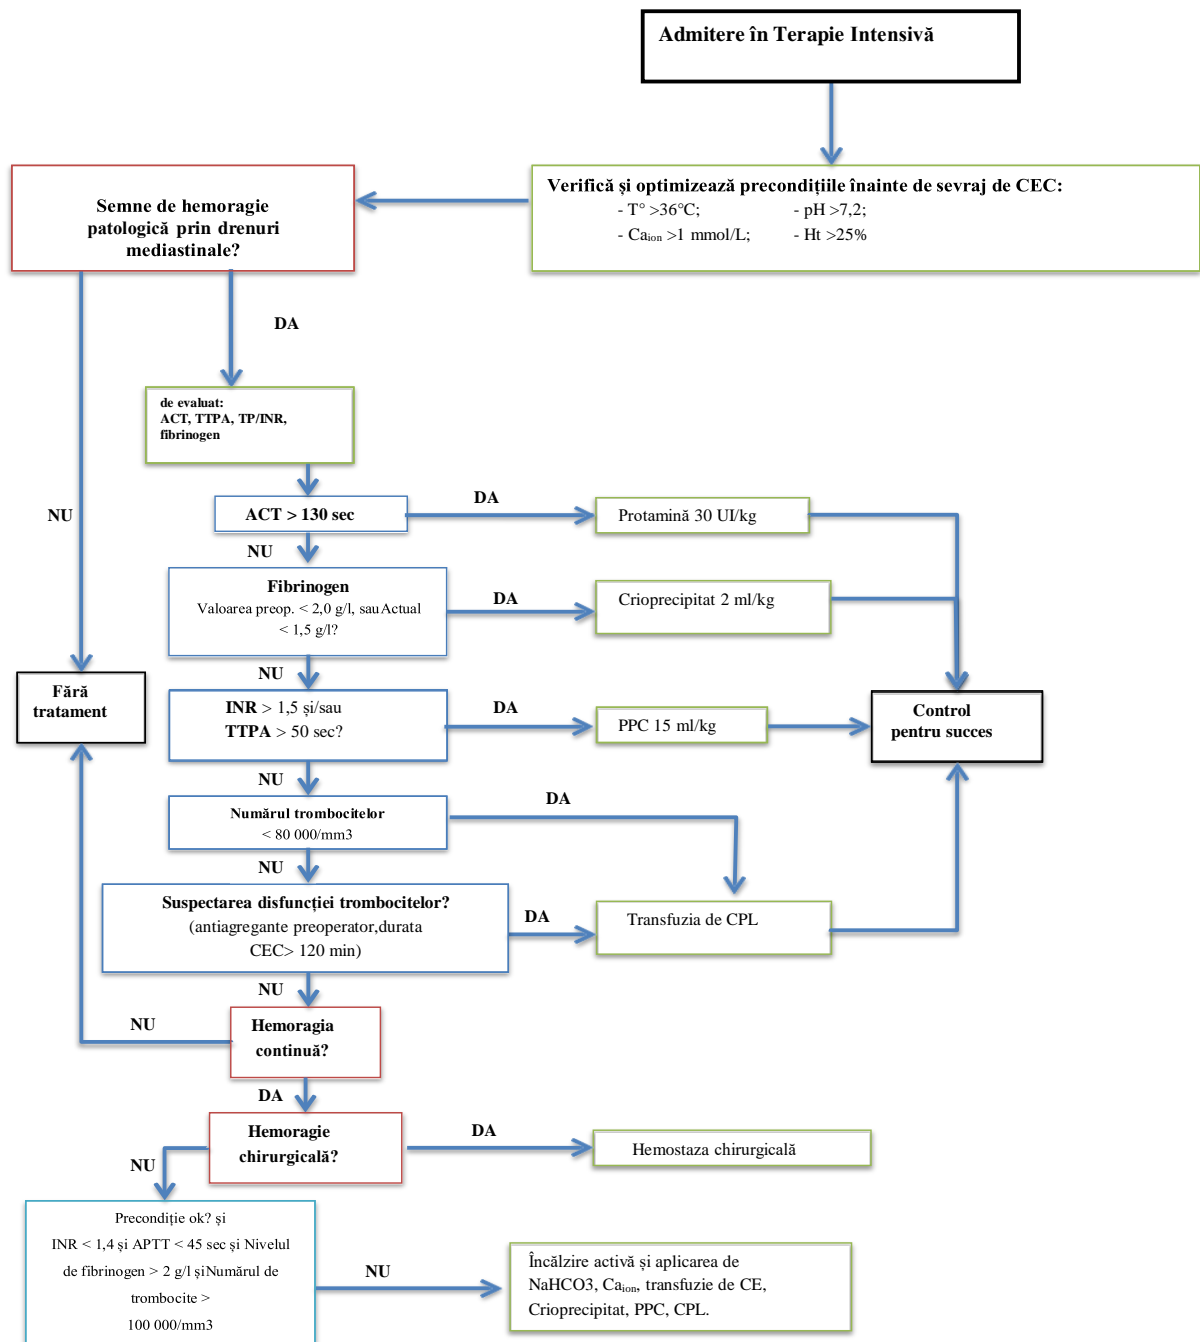 Admitere în Terapie Intensivă
Verifică și optimizează precondițiile înainte de sevraj de CEC:
- T° >36°C; - pH >7,2;
- Caion >1 mmol/L; - Ht >25%
Semne de hemoragie
patologică prin drenuri
mediastinale?
DA
de evaluat:
ACT, TTPA, TP/INR,
fibrinogen
NU
ACT > 130 sec
DA
Protamină 30 UI/kg
NU
Fibrinogen
Valoarea preop. < 2,0 g/l, sauActual
< 1,5 g/l?
DA
Crioprecipitat 2 ml/kg
NU
Fără
tratament
INR > 1,5 și/sau
TTPA > 50 sec?
DA
PPC 15 ml/kg
Control
pentru succes
NU
Numărul trombocitelor
< 80 000/mm3
DA
NU
Suspectarea disfuncției trombocitelor?
(antiagregante preoperator,durata
CEC> 120 min)
DA
Transfuzia de CPL
NU
NU
Hemoragia
continuă?
DA
Hemoragie
chirurgicală?
DA
Hemostaza chirurgicală
NU
Precondiție ok? și
INR < 1,4 și APTT < 45 sec și Nivelul
de fibrinogen > 2 g/l șiNumărul de
trombocite >
100 000/mm3
NU
Încălzire activă și aplicarea de
NaHCO3, Caion, transfuzie de CE,
Crioprecipitat, PPC, CPL.